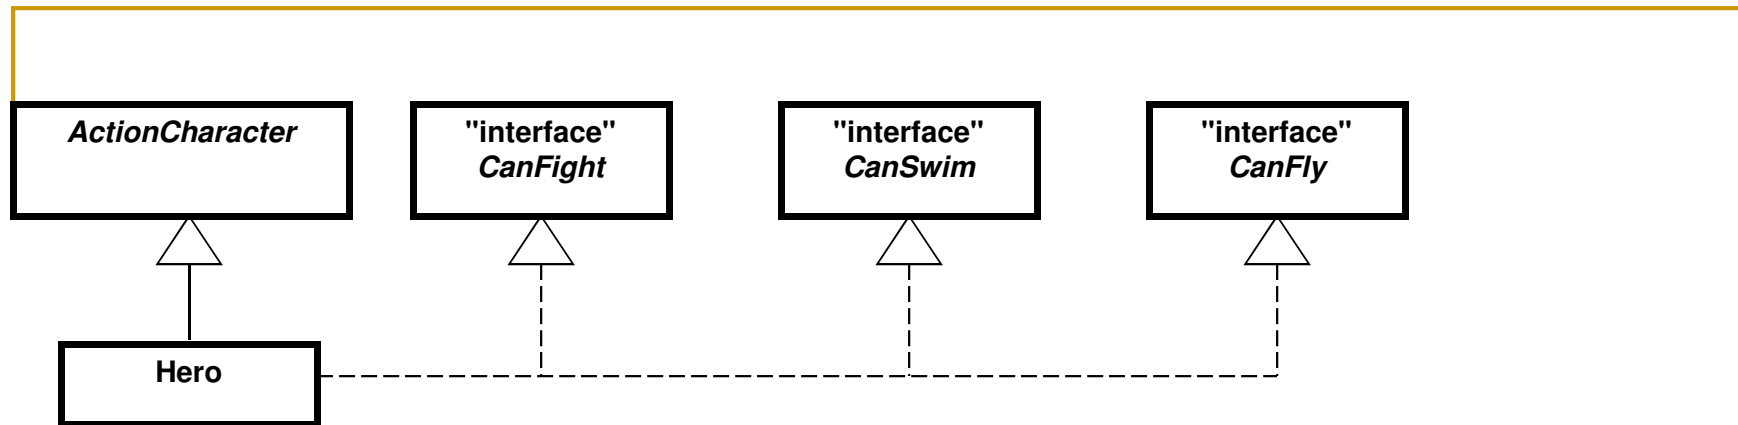 ActionCharacter
"interface"
CanFight
"interface"
CanSwim
"interface"
CanFly
Hero